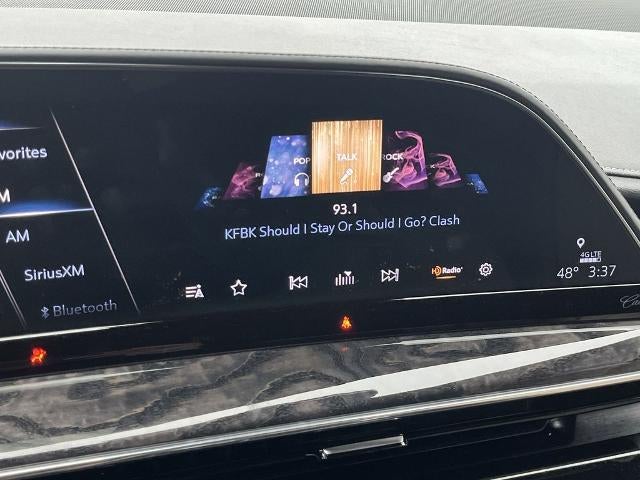 vorites
M
AM
SiriusXM
Bluetooth
POP
TALK
ROCK
93.1
KFBK Should I Stay Or Should I Go? Clash
HD Radio
4G LTE
48° 3:37